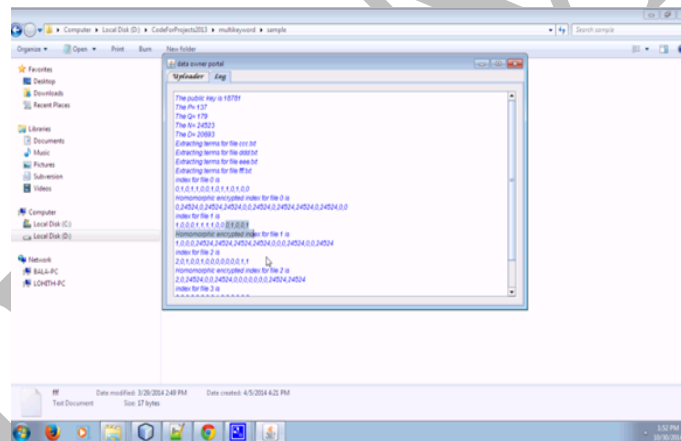 Computer ▸ Local Disk (D:) ▸ CodeForProjects2013 ▸ multikeyword ▸ sample
Search sample
Organize Open Print Burn New folder
Favorites
Desktop
Downloads
Recent Places
Libraries
Documents
Music
Pictures
Subversion
Videos
Computer
Local Disk (C:)
Local Disk (D:)
Network
BALA-PC
LOHITH-PC
data owner portal
Uploader Log
The public key is 18781
The P= 137
The Q= 179
The N= 24523
The D= 20693
Extracting terms for file ccc.txt
Extracting terms for file ddd.txt
Extracting terms for file eee.txt
Extracting terms for file fff.txt
index for file 0 is
0,1,0,1,1,0,0,1,0,1,1,0,1,0,0
Homomorphic encrypted index for file 0 is
0,24524,0,24524,24524,0,0,24524,0,24524,24524,0,24524,0,0
index for file 1 is
1,0,0,0,1,1,1,1,0,0,0,1,0,0,1
Homomorphic encrypted index for file 1 is
1,0,0,0,24524,24524,24524,24524,0,0,0,24524,0,0,24524
index for file 2 is
2,0,1,0,0,1,0,0,0,0,0,0,0,1,1
Homomorphic encrypted index for file 2 is
2,0,24524,0,0,24524,0,0,0,0,0,0,0,24524,24524
index for file 3 is
fff Date modified: 3/28/2014 2:48 PM Date created: 4/5/2014 4:21 PM
Text Document Size: 17 bytes
1:52 PM